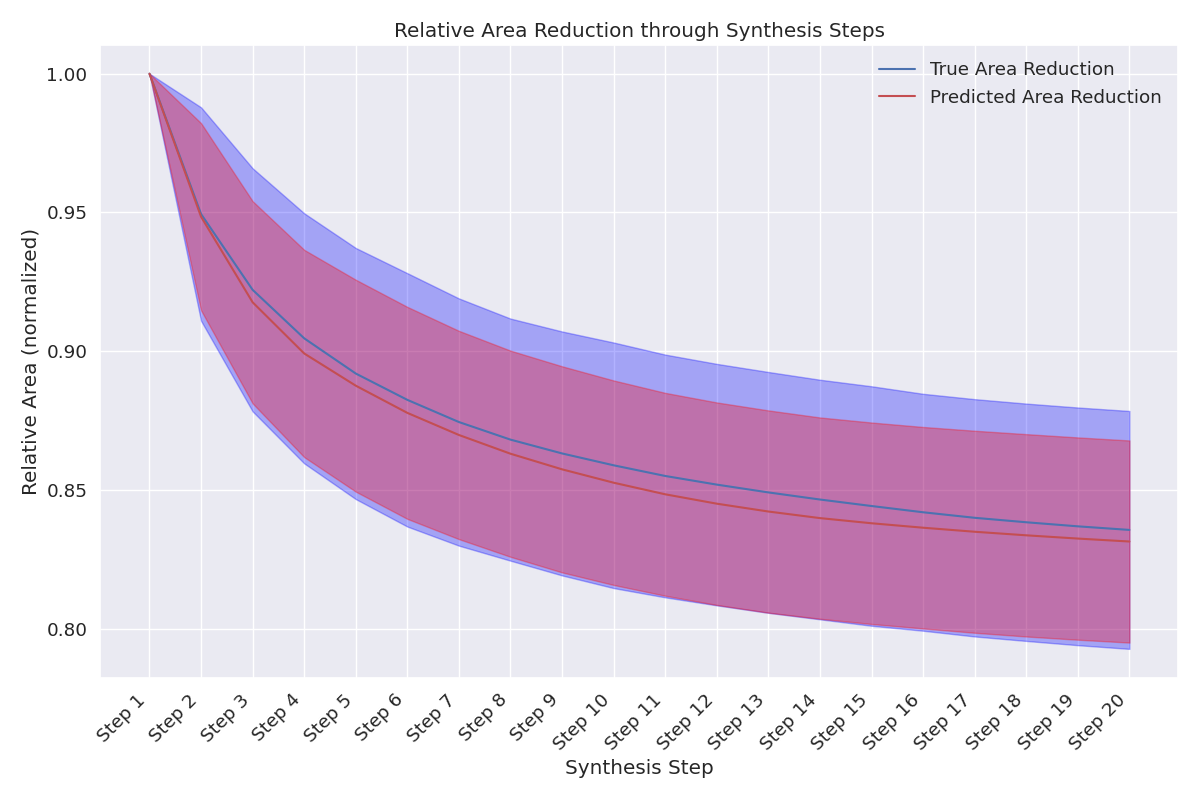 Relative Area Reduction through Synthesis Steps
True Area Reduction
Predicted Area Reduction
Relative Area (normalized)
1.00
0.95
0.90
0.85
0.80
Step 1
Step 2
Step 3
Step 4
Step 5
Step 6
Step 7
Step 8
Step 9
Step 10
Step 11
Step 12
Step 13
Step 14
Step 15
Step 16
Step 17
Step 18
Step 19
Step 20
Synthesis Step